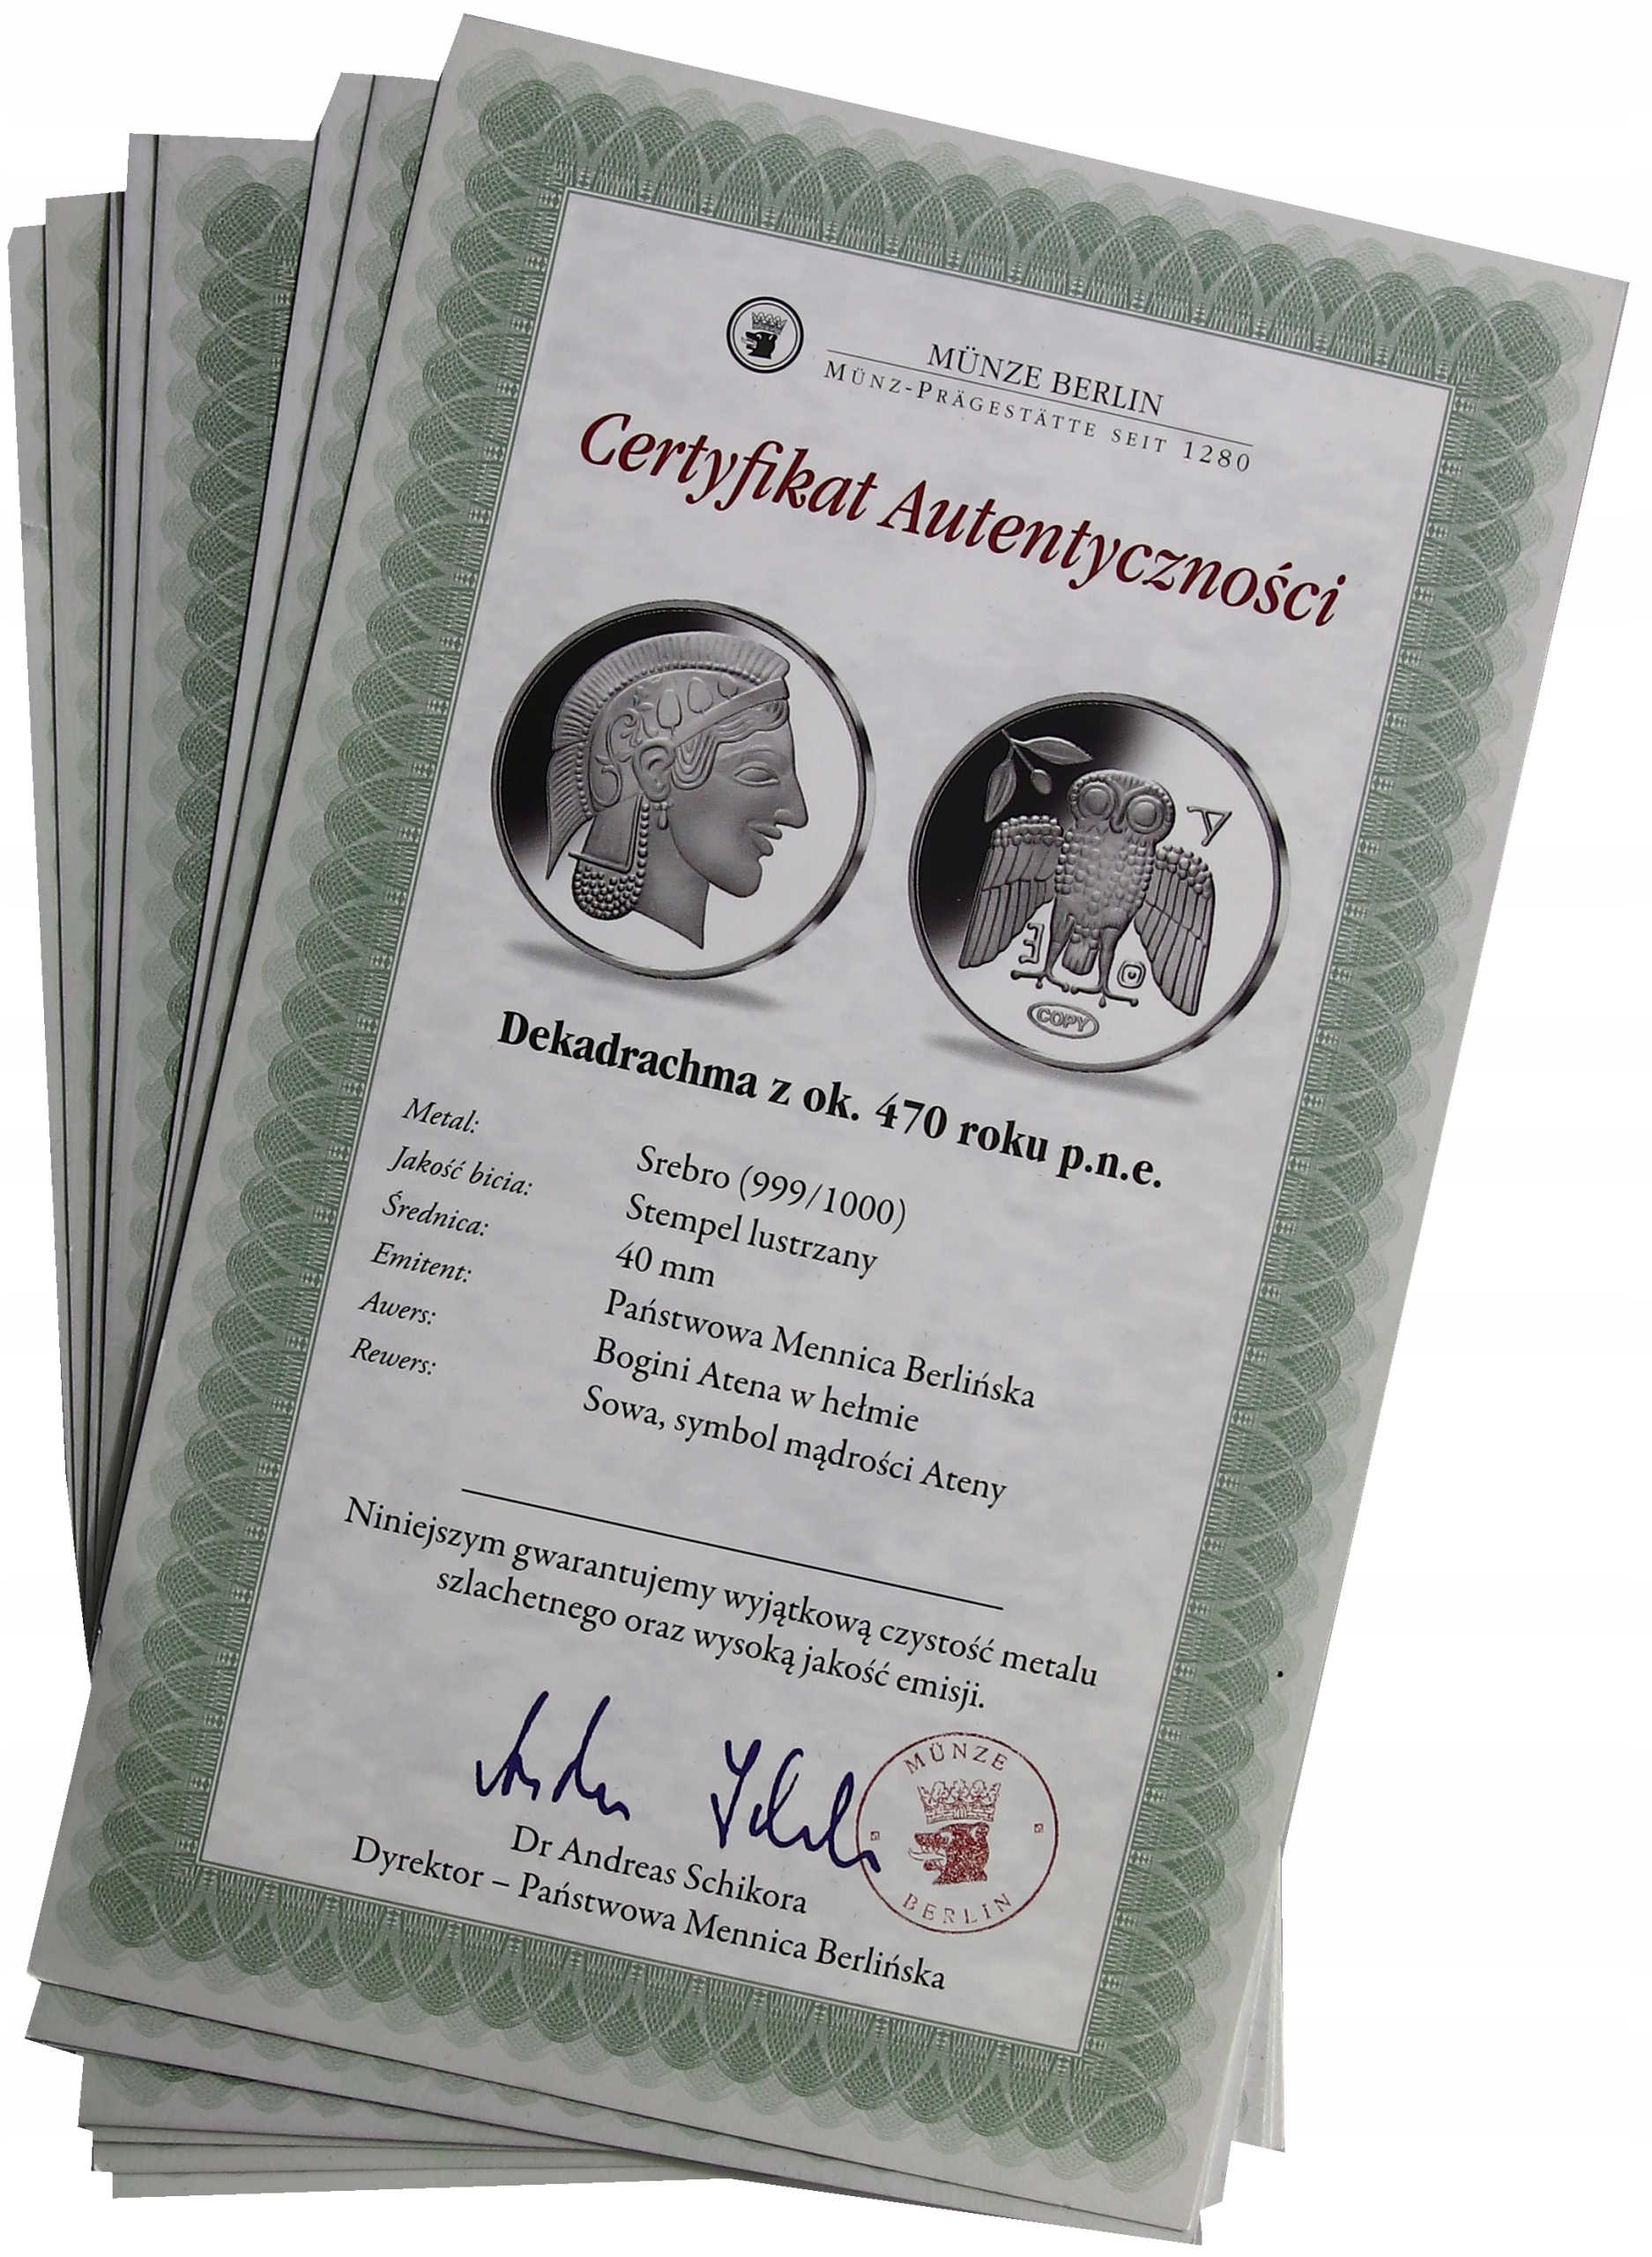 MÜNZE BERLIN
MÜNZ-PRÄGESTÄTTE SEIT 1280
Certyfikat Autentyczności
A
E
O
COPY
Dekadrachma z ok. 470 roku p.n.e.
Metal: Srebro (999/1000)
Jakość bicia: Stempel lustrzany
Średnica: 40 mm
Emitent: Państwowa Mennica Berlińska
Awers: Bogini Atena w hełmie
Rewers: Sowa, symbol mądrości Ateny
Niniejszym gwarantujemy wyjątkową czystość metalu
szlachetnego oraz wysoką jakość emisji.
MÜNZE
BERLIN
Dr Andreas Schikora
Dyrektor – Państwowa Mennica Berlińska